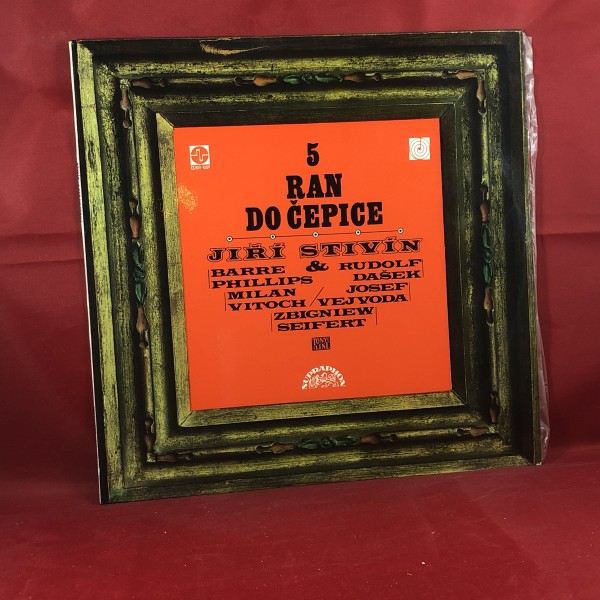 5
RAN
DO ČEPICE
JIŘÍ STIVÍN
BARRE & RUDOLF
PHILLIPS DAŠEK
MILAN JOSEF
VITOCH / VEJVODA
ZBIGNIEW
SEIFERT
SUPRAPHON